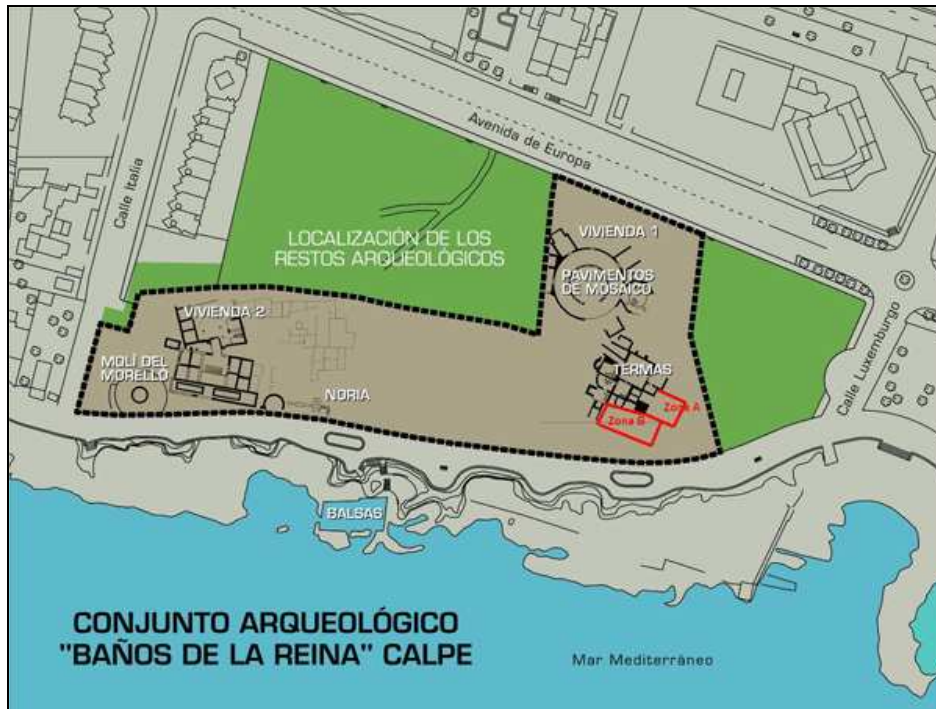 Avenida de Europa
Calle Italia
VIVIENDA 1
LOCALIZACIÓN DE LOS
RESTOS ARQUEOLÓGICOS
PAVIMENTOS
DE MOSAICO
VIVIENDA 2
Calle Luxemburgo
MOLÍ DEL
MORELLÓ
TERMAS
NORIA
Zona A
Zona B
BALSAS
CONJUNTO ARQUEOLÓGICO
"BAÑOS DE LA REINA" CALPE
Mar Mediterráneo